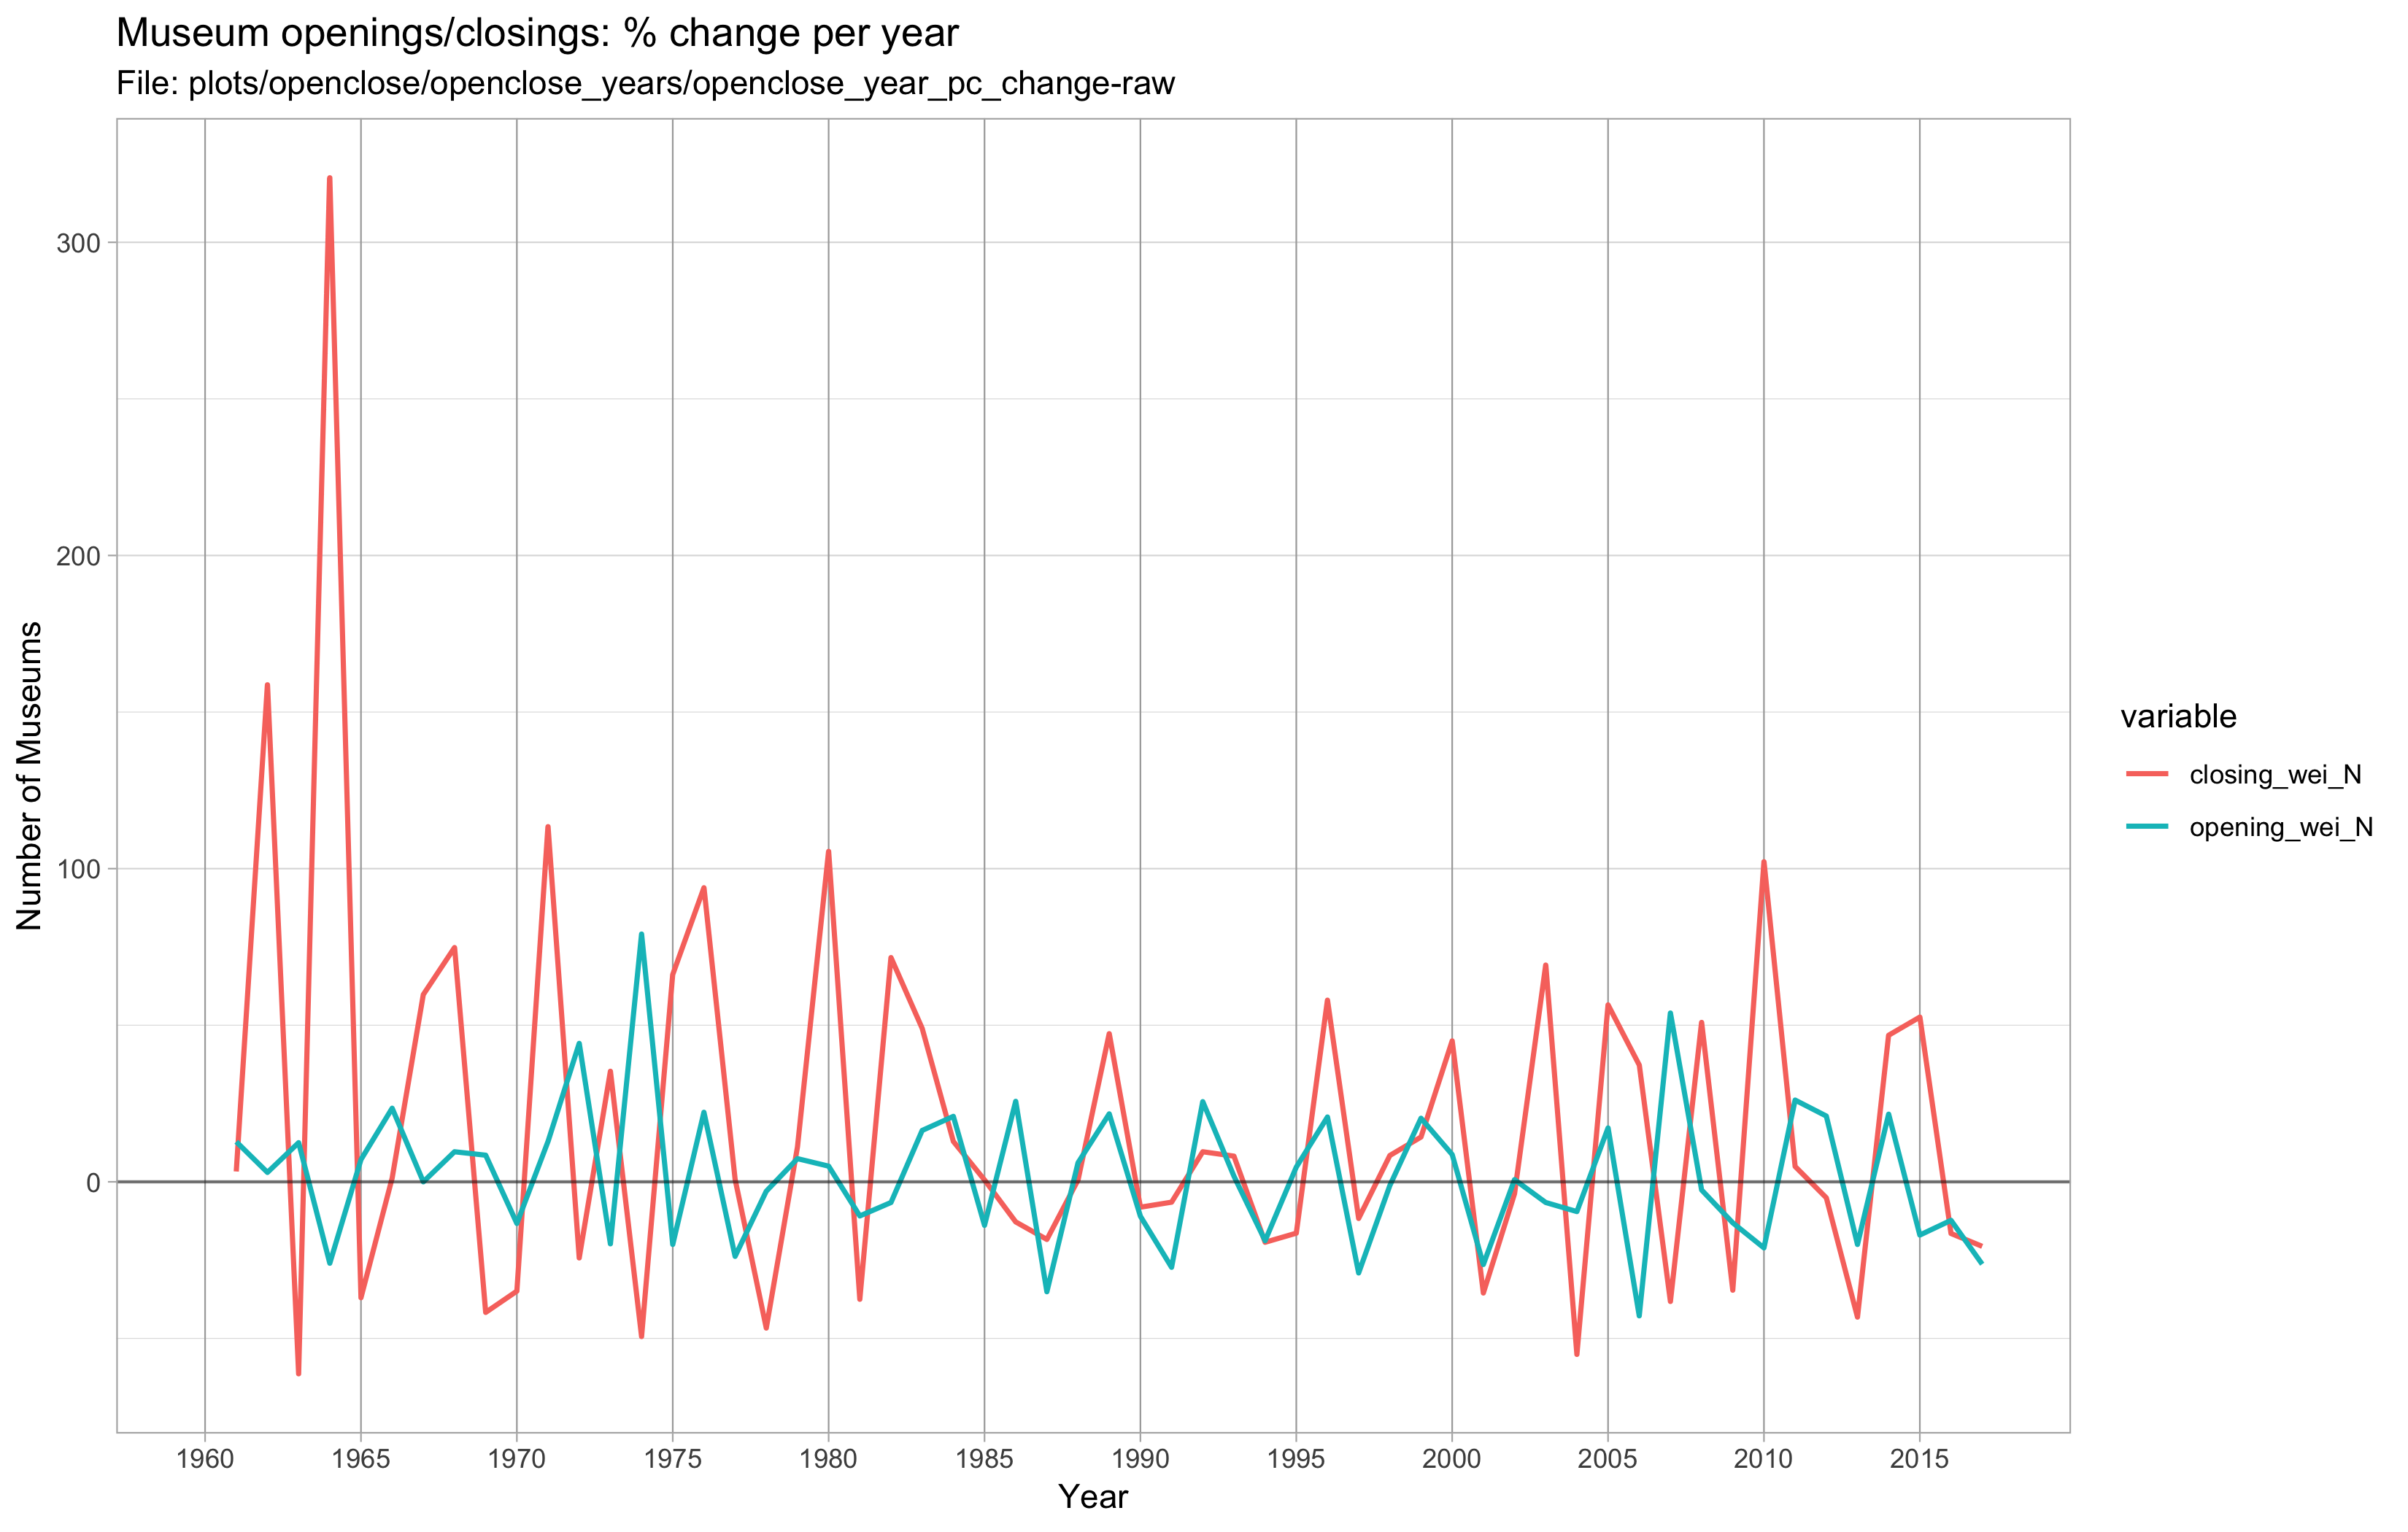 Museum openings/closings: % change per year
File: plots/openclose/openclose_years/openclose_year_pc_change-raw
Number of Museums
300
200
100
0
1960 1965 1970 1975 1980 1985 1990 1995 2000 2005 2010 2015
Year
variable
closing_wei_N
opening_wei_N